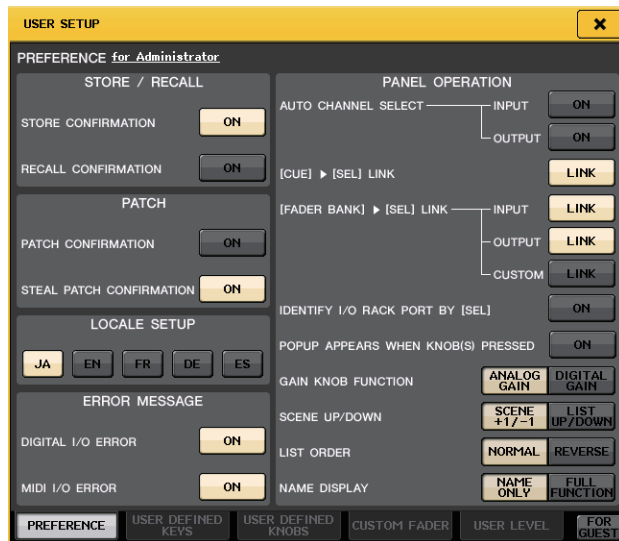 USER SETUP
PREFERENCE for Administrator
STORE / RECALL
STORE CONFIRMATION ON
RECALL CONFIRMATION ON
PATCH
PATCH CONFIRMATION ON
STEAL PATCH CONFIRMATION ON
LOCALE SETUP
JA EN FR DE ES
ERROR MESSAGE
DIGITAL I/O ERROR ON
MIDI I/O ERROR ON
PANEL OPERATION
AUTO CHANNEL SELECT INPUT ON
OUTPUT ON
[CUE] ▶ [SEL] LINK LINK
[FADER BANK] ▶ [SEL] LINK INPUT LINK
OUTPUT LINK
CUSTOM LINK
IDENTIFY I/O RACK PORT BY [SEL] ON
POPUP APPEARS WHEN KNOB(S) PRESSED ON
GAIN KNOB FUNCTION ANALOG GAIN DIGITAL GAIN
SCENE UP/DOWN SCENE +1/-1 LIST UP/DOWN
LIST ORDER NORMAL REVERSE
NAME DISPLAY NAME ONLY FULL FUNCTION
PREFERENCE USER DEFINED KEYS USER DEFINED KNOBS CUSTOM FADER USER LEVEL FOR GUEST